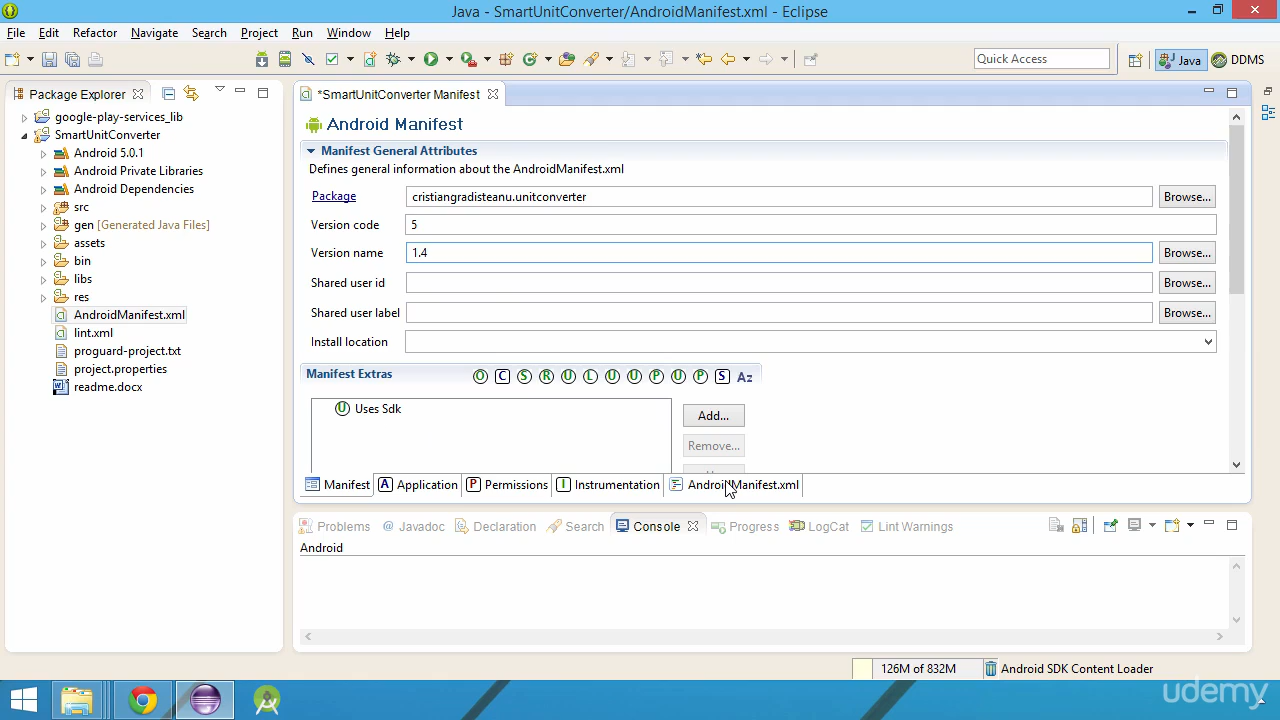 Java - SmartUnitConverter/AndroidManifest.xml - Eclipse
File Edit Refactor Navigate Search Project Run Window Help
Quick Access
Java
DDMS
Package Explorer
*SmartUnitConverter Manifest
google-play-services_lib
SmartUnitConverter
Android 5.0.1
Android Private Libraries
Android Dependencies
src
gen [Generated Java Files]
assets
bin
libs
res
AndroidManifest.xml
lint.xml
proguard-project.txt
project.properties
readme.docx
Android Manifest
Manifest General Attributes
Defines general information about the AndroidManifest.xml
Package cristiangradisteanu.unitconverter Browse...
Version code 5
Version name 1.4 Browse...
Shared user id Browse...
Shared user label Browse...
Install location
Manifest Extras O C S R U L U U P U P S Az
U Uses Sdk
Add...
Remove...
Manifest A Application P Permissions I Instrumentation AndroidManifest.xml
Problems @ Javadoc Declaration Search Console Progress LogCat Lint Warnings
Android
126M of 832M Android SDK Content Loader
udemy